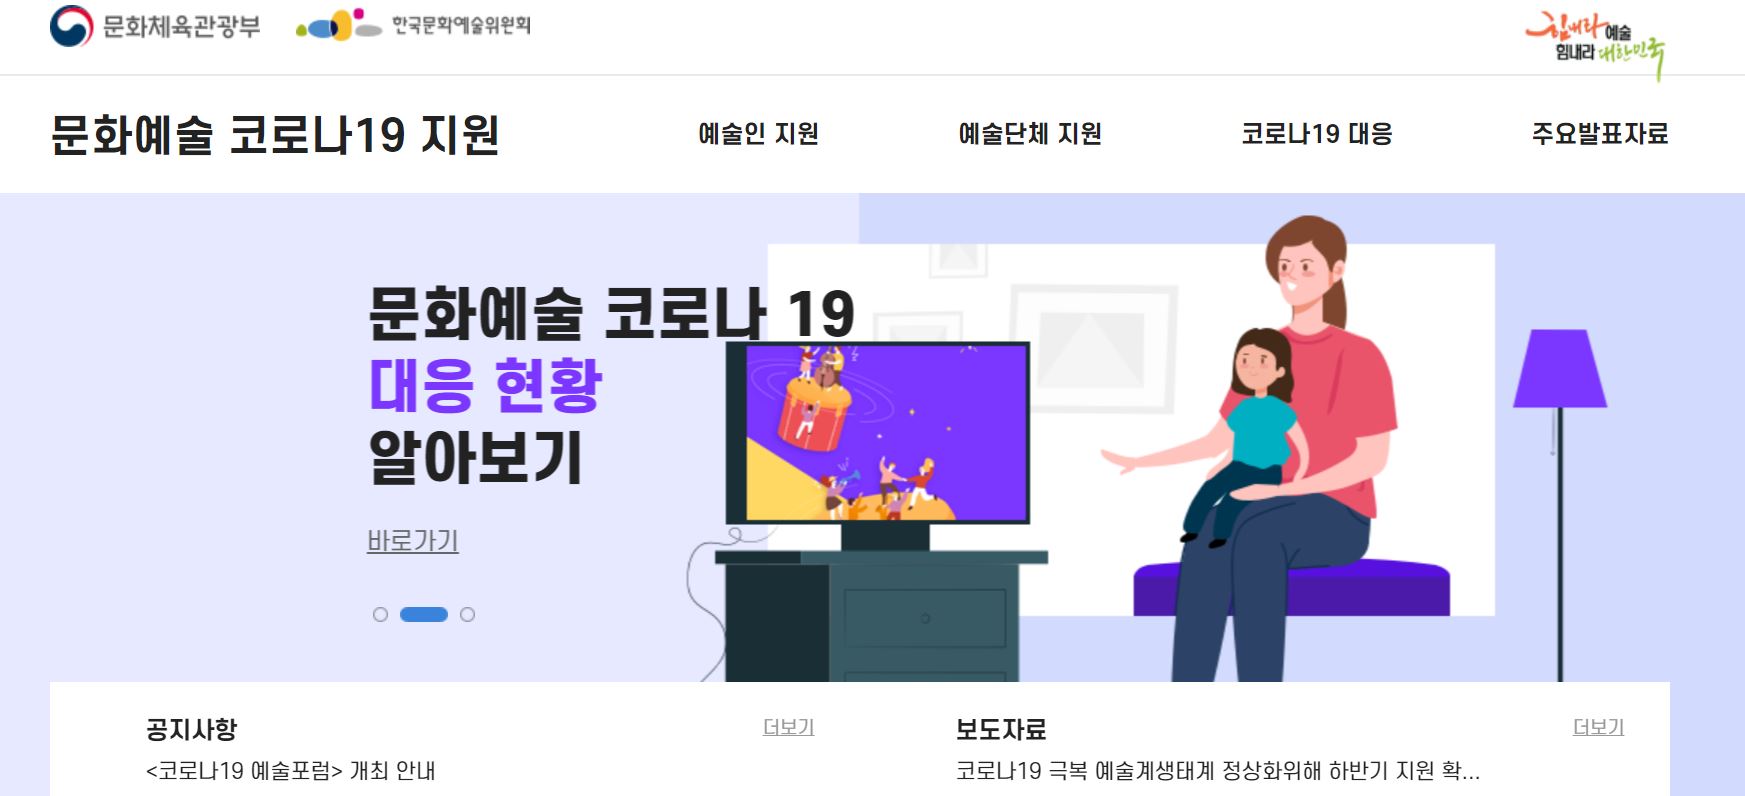 문화체육관광부
한국문화예술위원회
힘내라 예술
힘내라 대한민국
문화예술 코로나19 지원
예술인 지원
예술단체 지원
코로나19 대응
주요발표자료
문화예술 코로나 19
대응 현황
알아보기
바로가기
공지사항
더보기
<코로나19 예술포럼> 개최 안내
보도자료
더보기
코로나19 극복 예술계생태계 정상화위해 하반기 지원 확...